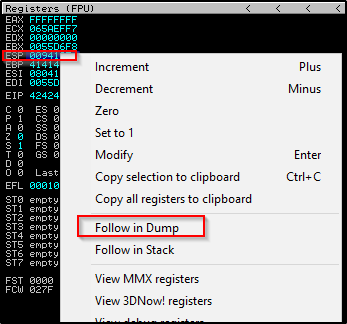 Registers (FPU) < < < <
EAX FFFFFFFF
ECX 065AEFF7
EDX 00000000
EBX 0055D6F8
ESP 00941
EBP 41414
ESI 08041
EDI 0055D
EIP 42424
C 0 ES 0
P 1 CS 0
A 0 SS 0
Z 0 DS 0
S 1 FS 0
T 0 GS 0
D 0
O 0 Last
EFL 00010
ST0 empty
ST1 empty
ST2 empty
ST3 empty
ST4 empty
ST5 empty
ST6 empty
ST7 empty
FST 0000
FCW 027F
Increment Plus
Decrement Minus
Zero
Set to 1
Modify Enter
Copy selection to clipboard Ctrl+C
Copy all registers to clipboard
Follow in Dump
Follow in Stack
View MMX registers
View 3DNow! registers
View debug registers